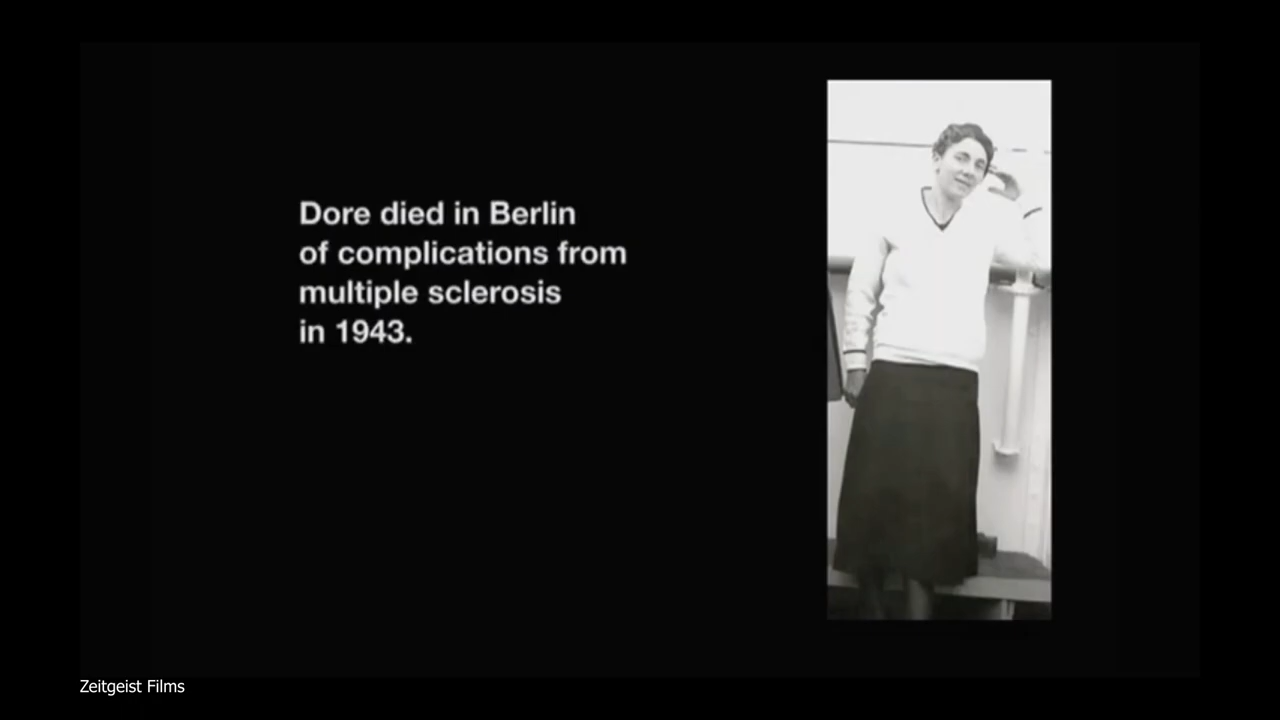 Dore died in Berlin
of complications from
multiple sclerosis
in 1943.
Zeitgeist Films